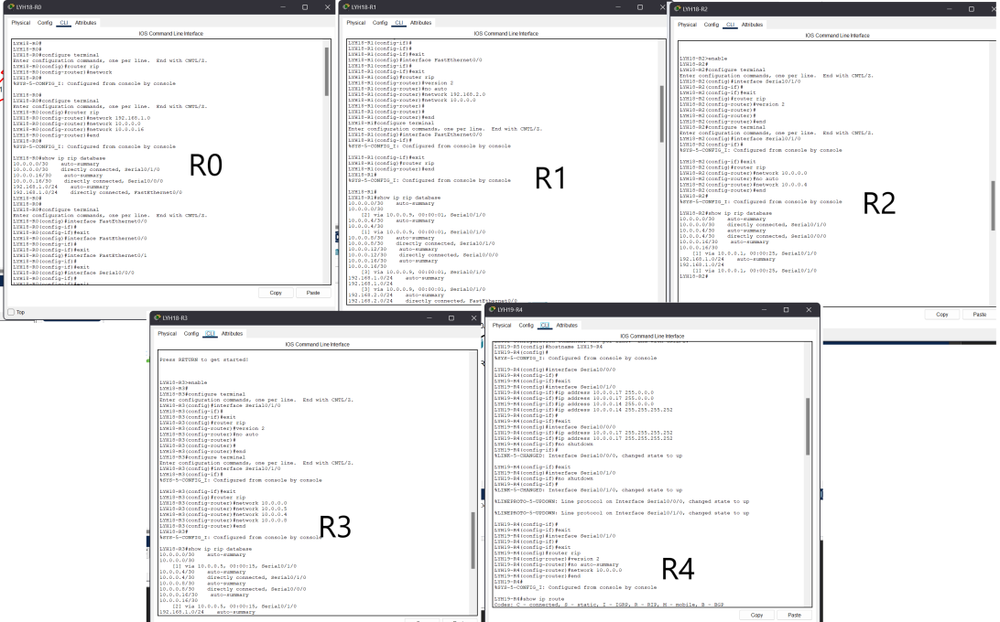 LYH18-R0
Physical Config CLI Attributes
IOS Command Line Interface
LYH18-R0#
LYH18-R0#
LYH18-R0#configure terminal
Enter configuration commands, one per line. End with CNTL/Z.
LYH18-R0(config)#router rip
LYH18-R0(config-router)#network
LYH18-R0#
%SYS-5-CONFIG_I: Configured from console by console
LYH18-R0#
LYH18-R0#configure terminal
Enter configuration commands, one per line. End with CNTL/Z.
LYH18-R0(config)#router rip
LYH18-R0(config-router)#network 192.168.1.0
LYH18-R0(config-router)#network 10.0.0.0
LYH18-R0(config-router)#network 10.0.0.16
LYH18-R0(config-router)#end
LYH18-R0#
%SYS-5-CONFIG_I: Configured from console by console
LYH18-R0#show ip rip database
10.0.0.0/30 auto-summary
10.0.0.0/30 directly connected, Serial0/1/0
10.0.0.16/30 auto-summary
10.0.0.16/30 directly connected, Serial0/0/0
192.168.1.0/24 auto-summary
192.168.1.0/24 directly connected, FastEthernet0/0
LYH18-R0#
LYH18-R0#
LYH18-R0#configure terminal
Enter configuration commands, one per line. End with CNTL/Z.
LYH18-R0(config)#interface FastEthernet0/0
LYH18-R0(config-if)#
LYH18-R0(config-if)#exit
LYH18-R0(config)#interface FastEthernet0/0
LYH18-R0(config-if)#
LYH18-R0(config-if)#exit
LYH18-R0(config)#interface FastEthernet0/1
LYH18-R0(config-if)#
LYH18-R0(config-if)#exit
LYH18-R0(config)#interface Serial0/0/0
LYH18-R0(config-if)#
LYH18-R0(config-if)#exit
R0
Copy Paste
Top
LYH18-R1
Physical Config CLI Attributes
IOS Command Line Interface
LYH18-R1(config-if)#
LYH18-R1(config-if)#
LYH18-R1(config-if)#exit
LYH18-R1(config)#interface FastEthernet0/0
LYH18-R1(config-if)#
LYH18-R1(config-if)#exit
LYH18-R1(config)#router rip
LYH18-R1(config-router)#version 2
LYH18-R1(config-router)#no auto
LYH18-R1(config-router)#network 192.168.2.0
LYH18-R1(config-router)#network 10.0.0.0
LYH18-R1(config-router)#
LYH18-R1(config-router)#
LYH18-R1(config-router)#end
LYH18-R1#configure terminal
Enter configuration commands, one per line. End with CNTL/Z.
LYH18-R1(config)#interface FastEthernet0/0
LYH18-R1(config-if)#
%SYS-5-CONFIG_I: Configured from console by console
LYH18-R1(config-if)#exit
LYH18-R1(config)#router rip
LYH18-R1(config-router)#end
LYH18-R1#
%SYS-5-CONFIG_I: Configured from console by console
LYH18-R1#
LYH18-R1#show ip rip database
10.0.0.0/30 auto-summary
10.0.0.0/30
[2] via 10.0.0.9, 00:00:01, Serial0/1/0
10.0.0.4/30 auto-summary
10.0.0.4/30
[1] via 10.0.0.9, 00:00:01, Serial0/1/0
10.0.0.8/30 auto-summary
10.0.0.8/30 directly connected, Serial0/1/0
10.0.0.12/30 auto-summary
10.0.0.12/30 directly connected, Serial0/0/0
10.0.0.16/30 auto-summary
10.0.0.16/30
[3] via 10.0.0.9, 00:00:01, Serial0/1/0
192.168.1.0/24 auto-summary
192.168.1.0/24
[3] via 10.0.0.9, 00:00:01, Serial0/1/0
192.168.2.0/24 auto-summary
192.168.2.0/24 directly connected, FastEthernet0/0
R1
LYH18-R2
Physical Config CLI Attributes
IOS Command Line Interface
LYH18-R2>enable
LYH18-R2#
LYH18-R2#configure terminal
Enter configuration commands, one per line. End with CNTL/Z.
LYH18-R2(config)#interface Serial0/1/0
LYH18-R2(config-if)#
LYH18-R2(config-if)#exit
LYH18-R2(config)#router rip
LYH18-R2(config-router)#version 2
LYH18-R2(config-router)#
LYH18-R2(config-router)#
LYH18-R2(config-router)#end
LYH18-R2#configure terminal
Enter configuration commands, one per line. End with CNTL/Z.
LYH18-R2(config)#interface Serial0/1/0
LYH18-R2(config-if)#
%SYS-5-CONFIG_I: Configured from console by console
LYH18-R2(config-if)#exit
LYH18-R2(config)#router rip
LYH18-R2(config-router)#network 10.0.0.0
LYH18-R2(config-router)#no auto
LYH18-R2(config-router)#network 10.0.0.4
LYH18-R2(config-router)#end
LYH18-R2#
%SYS-5-CONFIG_I: Configured from console by console
LYH18-R2#show ip rip database
10.0.0.0/30 auto-summary
10.0.0.0/30 directly connected, Serial0/0/0
10.0.0.4/30 auto-summary
10.0.0.4/30 directly connected, Serial0/1/0
10.0.0.16/30 auto-summary
10.0.0.16/30
[1] via 10.0.0.1, 00:00:25, Serial0/0/0
192.168.1.0/24 auto-summary
192.168.1.0/24
[1] via 10.0.0.1, 00:00:25, Serial0/0/0
LYH18-R2#
R2
Copy Paste
LYH18-R3
Physical Config CLI Attributes
IOS Command Line Interface
Press RETURN to get started!
LYH18-R3>enable
LYH18-R3#
LYH18-R3#configure terminal
Enter configuration commands, one per line. End with CNTL/Z.
LYH18-R3(config)#interface Serial0/1/0
LYH18-R3(config-if)#
LYH18-R3(config-if)#exit
LYH18-R3(config)#router rip
LYH18-R3(config-router)#version 2
LYH18-R3(config-router)#no auto
LYH18-R3(config-router)#
LYH18-R3(config-router)#
LYH18-R3(config-router)#end
LYH18-R3#configure terminal
Enter configuration commands, one per line. End with CNTL/Z.
LYH18-R3(config)#interface Serial0/1/0
LYH18-R3(config-if)#
%SYS-5-CONFIG_I: Configured from console by console
LYH18-R3(config-if)#exit
LYH18-R3(config)#router rip
LYH18-R3(config-router)#network 10.0.0.0
LYH18-R3(config-router)#network 10.0.0.5
LYH18-R3(config-router)#network 10.0.0.4
LYH18-R3(config-router)#network 10.0.0.8
LYH18-R3(config-router)#end
LYH18-R3#
%SYS-5-CONFIG_I: Configured from console by console
LYH18-R3#show ip rip database
10.0.0.0/30 auto-summary
10.0.0.0/30
[1] via 10.0.0.5, 00:00:15, Serial0/1/0
10.0.0.4/30 auto-summary
10.0.0.4/30 directly connected, Serial0/1/0
10.0.0.8/30 auto-summary
10.0.0.8/30 directly connected, Serial0/0/0
10.0.0.16/30 auto-summary
10.0.0.16/30
[2] via 10.0.0.5, 00:00:15, Serial0/1/0
192.168.1.0/24 auto-summary
R3
LYH19-R4
Physical Config CLI Attributes
IOS Command Line Interface
LYH19-R5(config)#hostname LYH19-R4
LYH19-R4(config)#
%SYS-5-CONFIG_I: Configured from console by console
LYH19-R4(config)#interface Serial0/0/0
LYH19-R4(config-if)#
LYH19-R4(config-if)#exit
LYH19-R4(config)#interface Serial0/1/0
LYH19-R4(config-if)#ip address 10.0.0.17 255.0.0.0
LYH19-R4(config-if)#ip address 10.0.0.17 255.0.0.0
LYH19-R4(config-if)#ip address 10.0.0.14 255.0.0.0
LYH19-R4(config-if)#ip address 10.0.0.14 255.255.255.252
LYH19-R4(config-if)#
LYH19-R4(config-if)#exit
LYH19-R4(config)#interface Serial0/0/0
LYH19-R4(config-if)#ip address 10.0.0.17 255.255.255.252
LYH19-R4(config-if)#ip address 10.0.0.17 255.255.255.252
LYH19-R4(config-if)#no shutdown
LYH19-R4(config-if)#
%LINK-5-CHANGED: Interface Serial0/0/0, changed state to up
LYH19-R4(config-if)#exit
LYH19-R4(config)#interface Serial0/1/0
LYH19-R4(config-if)#no shutdown
LYH19-R4(config-if)#
%LINK-5-CHANGED: Interface Serial0/1/0, changed state to up
%LINEPROTO-5-UPDOWN: Line protocol on Interface Serial0/0/0, changed state to up
%LINEPROTO-5-UPDOWN: Line protocol on Interface Serial0/1/0, changed state to up
LYH19-R4(config-if)#
LYH19-R4(config-if)#exit
LYH19-R4(config)#interface Serial0/1/0
LYH19-R4(config-if)#
LYH19-R4(config-if)#exit
LYH19-R4(config)#router rip
LYH19-R4(config-router)#version 2
LYH19-R4(config-router)#no auto-summary
LYH19-R4(config-router)#network 10.0.0.0
LYH19-R4(config-router)#end
LYH19-R4#
%SYS-5-CONFIG_I: Configured from console by console
LYH19-R4#show ip route
Codes: C - connected, S - static, I - IGRP, R - RIP, M - mobile, B - BGP
R4
Copy Paste